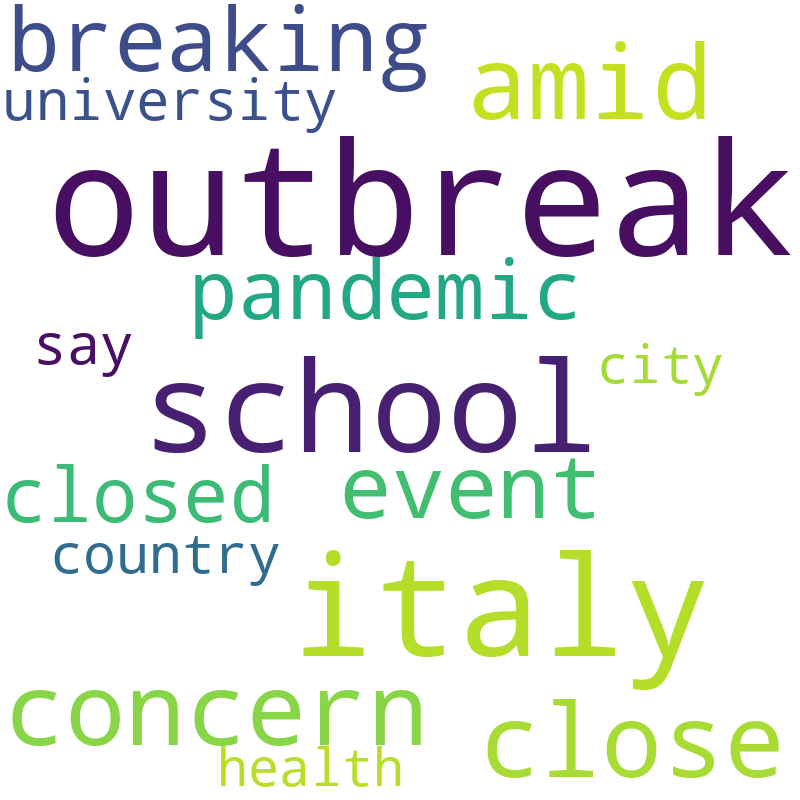 breaking
amid
university
outbreak
pandemic
say
city
school
closed
event
country
italy
concern
close
health